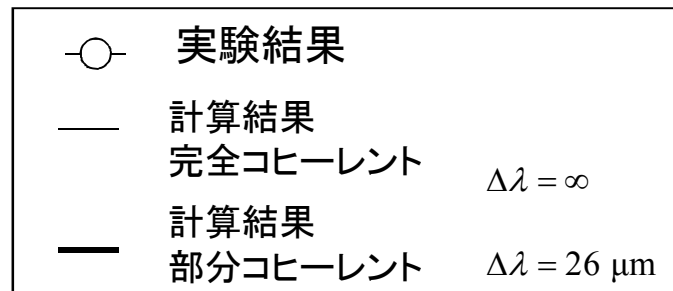 実験結果
計算結果
完全コヒーレント Δλ = ∞
計算結果
部分コヒーレント Δλ = 26 μm